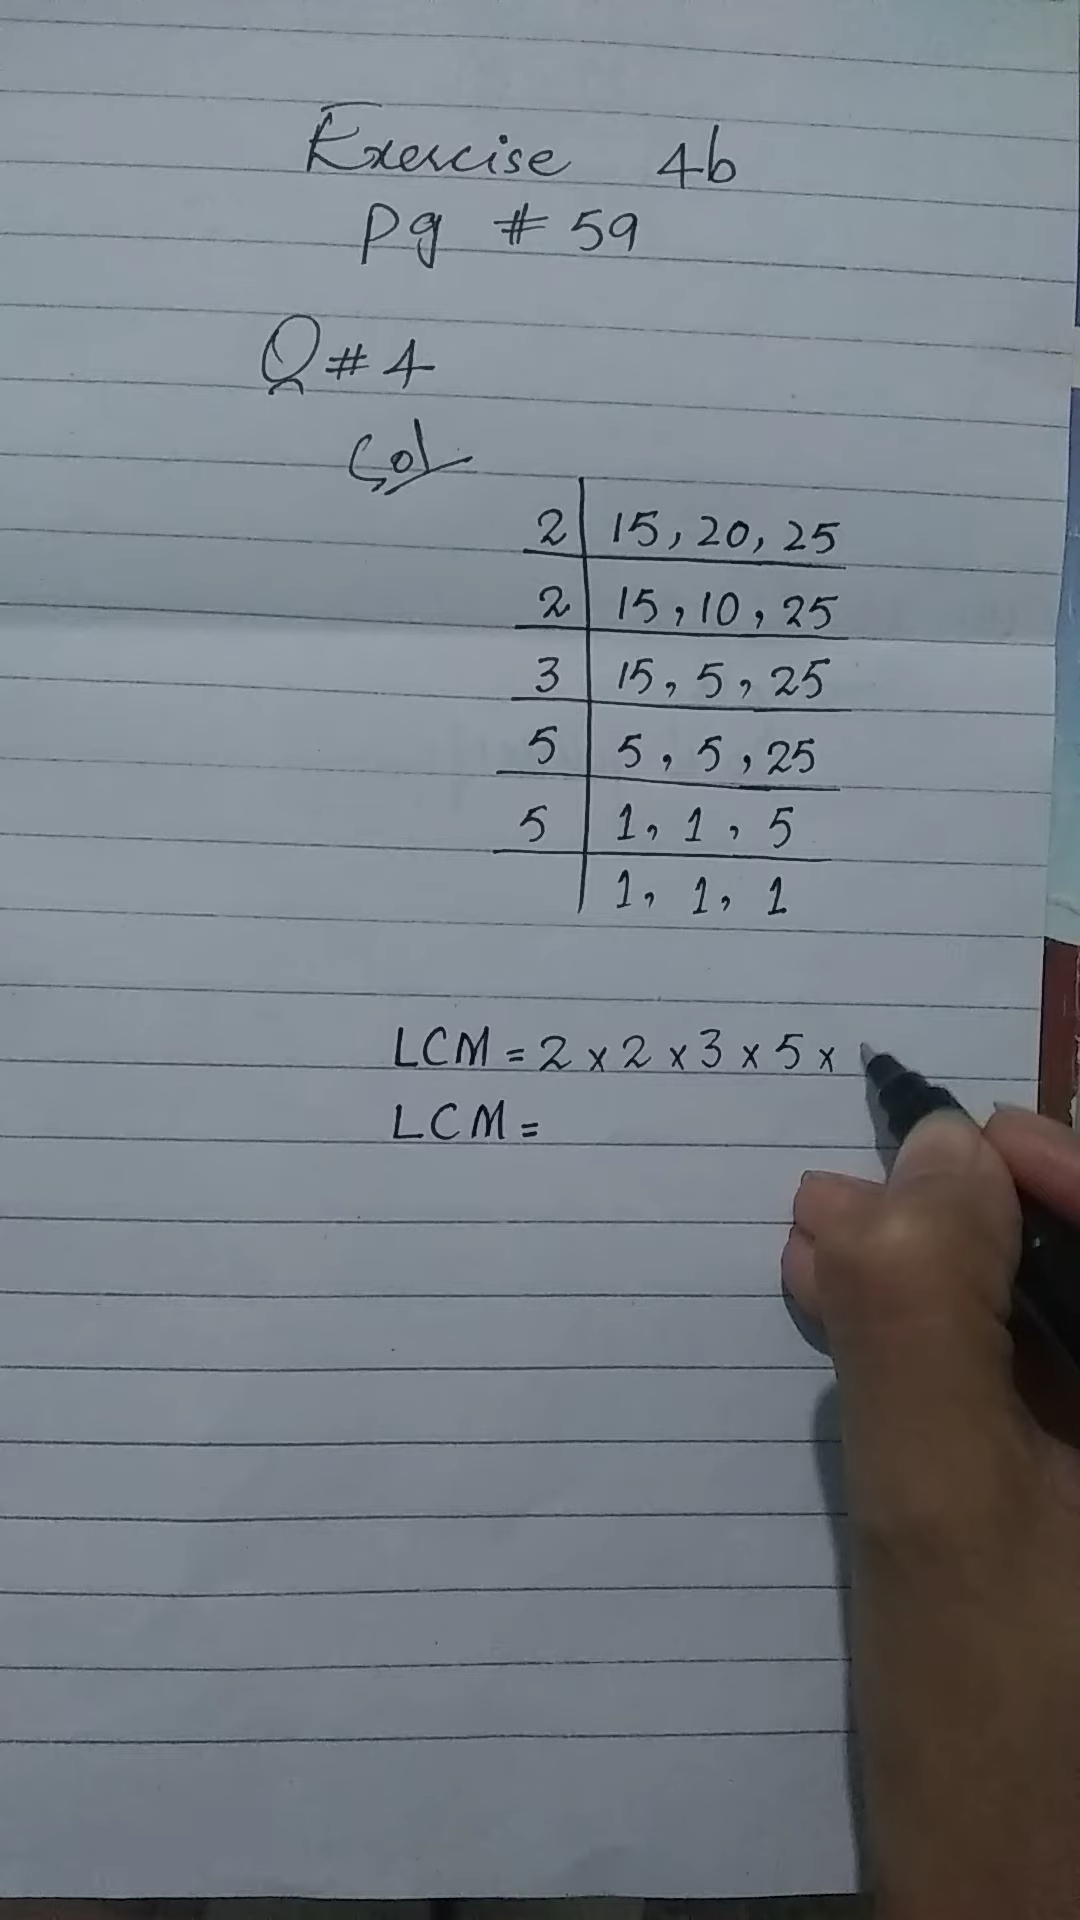 Exercise 4b
Pg # 59
Q # 4
Sol
2 | 15, 20, 25
2 | 15, 10, 25
3 | 15, 5, 25
5 | 5, 5, 25
5 | 1, 1, 5
| 1, 1, 1
LCM = 2 × 2 × 3 × 5 ×
LCM =